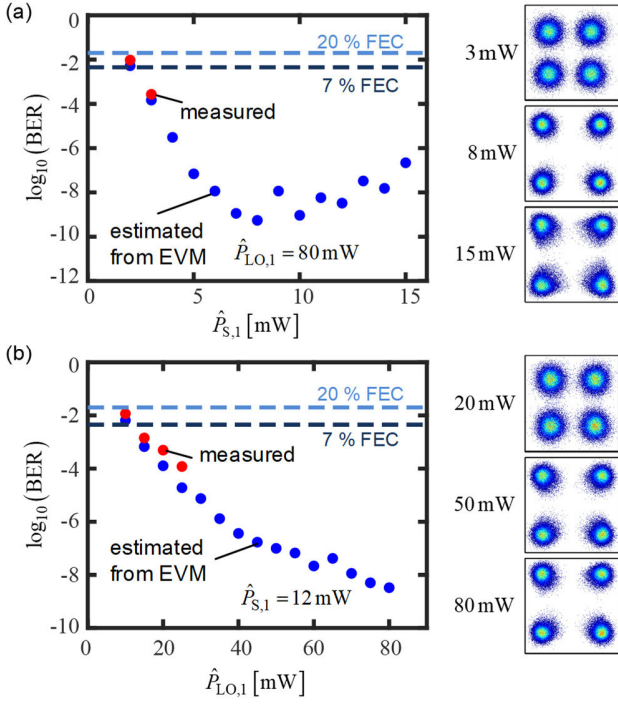 (a)
0
-2
-4
-6
-8
-10
-12
log₁₀(BER)
20 % FEC
7 % FEC
measured
estimated
from EVM
P̂LO,1 = 80 mW
0 5 10 15
P̂S,1 [mW]
3 mW
8 mW
15 mW
(b)
0
-2
-4
-6
-8
-10
log₁₀(BER)
20 % FEC
7 % FEC
measured
estimated
from EVM
P̂S,1 = 12 mW
0 20 40 60 80
P̂LO,1 [mW]
20 mW
50 mW
80 mW